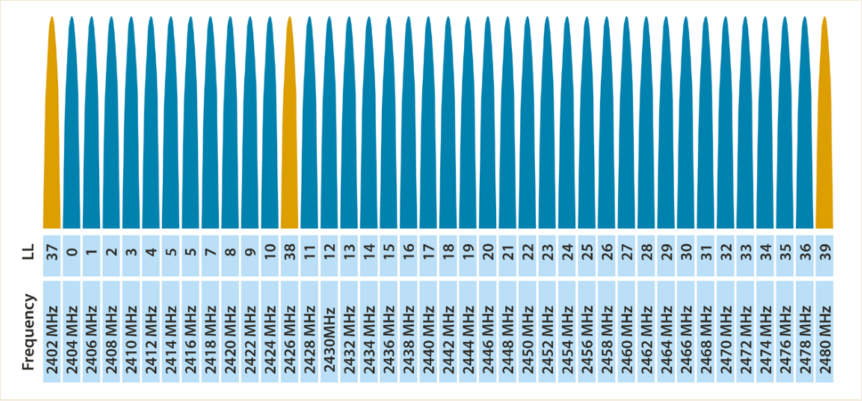 LL 37 0 1 2 3 4 5 5 7 8 9 10 38 11 12 13 14 15 16 17 18 19 20 21 22 23 24 25 26 27 28 29 30 31 32 33 34 35 36 39
Frequency 2402 MHz 2404 MHz 2406 MHz 2408 MHz 2410 MHz 2412 MHz 2414 MHz 2416 MHz 2418 MHz 2420 MHz 2422 MHz 2424 MHz 2426 MHz 2428 MHz 2430MHz 2432 MHz 2434 MHz 2436 MHz 2438 MHz 2440 MHz 2442 MHz 2444 MHz 2446 MHz 2448 MHz 2450 MHz 2452 MHz 2454 MHz 2456 MHz 2458 MHz 2460 MHz 2462 MHz 2464 MHz 2466 MHz 2468 MHz 2470 MHz 2472 MHz 2474 MHz 2476 MHz 2478 MHz 2480 MHz